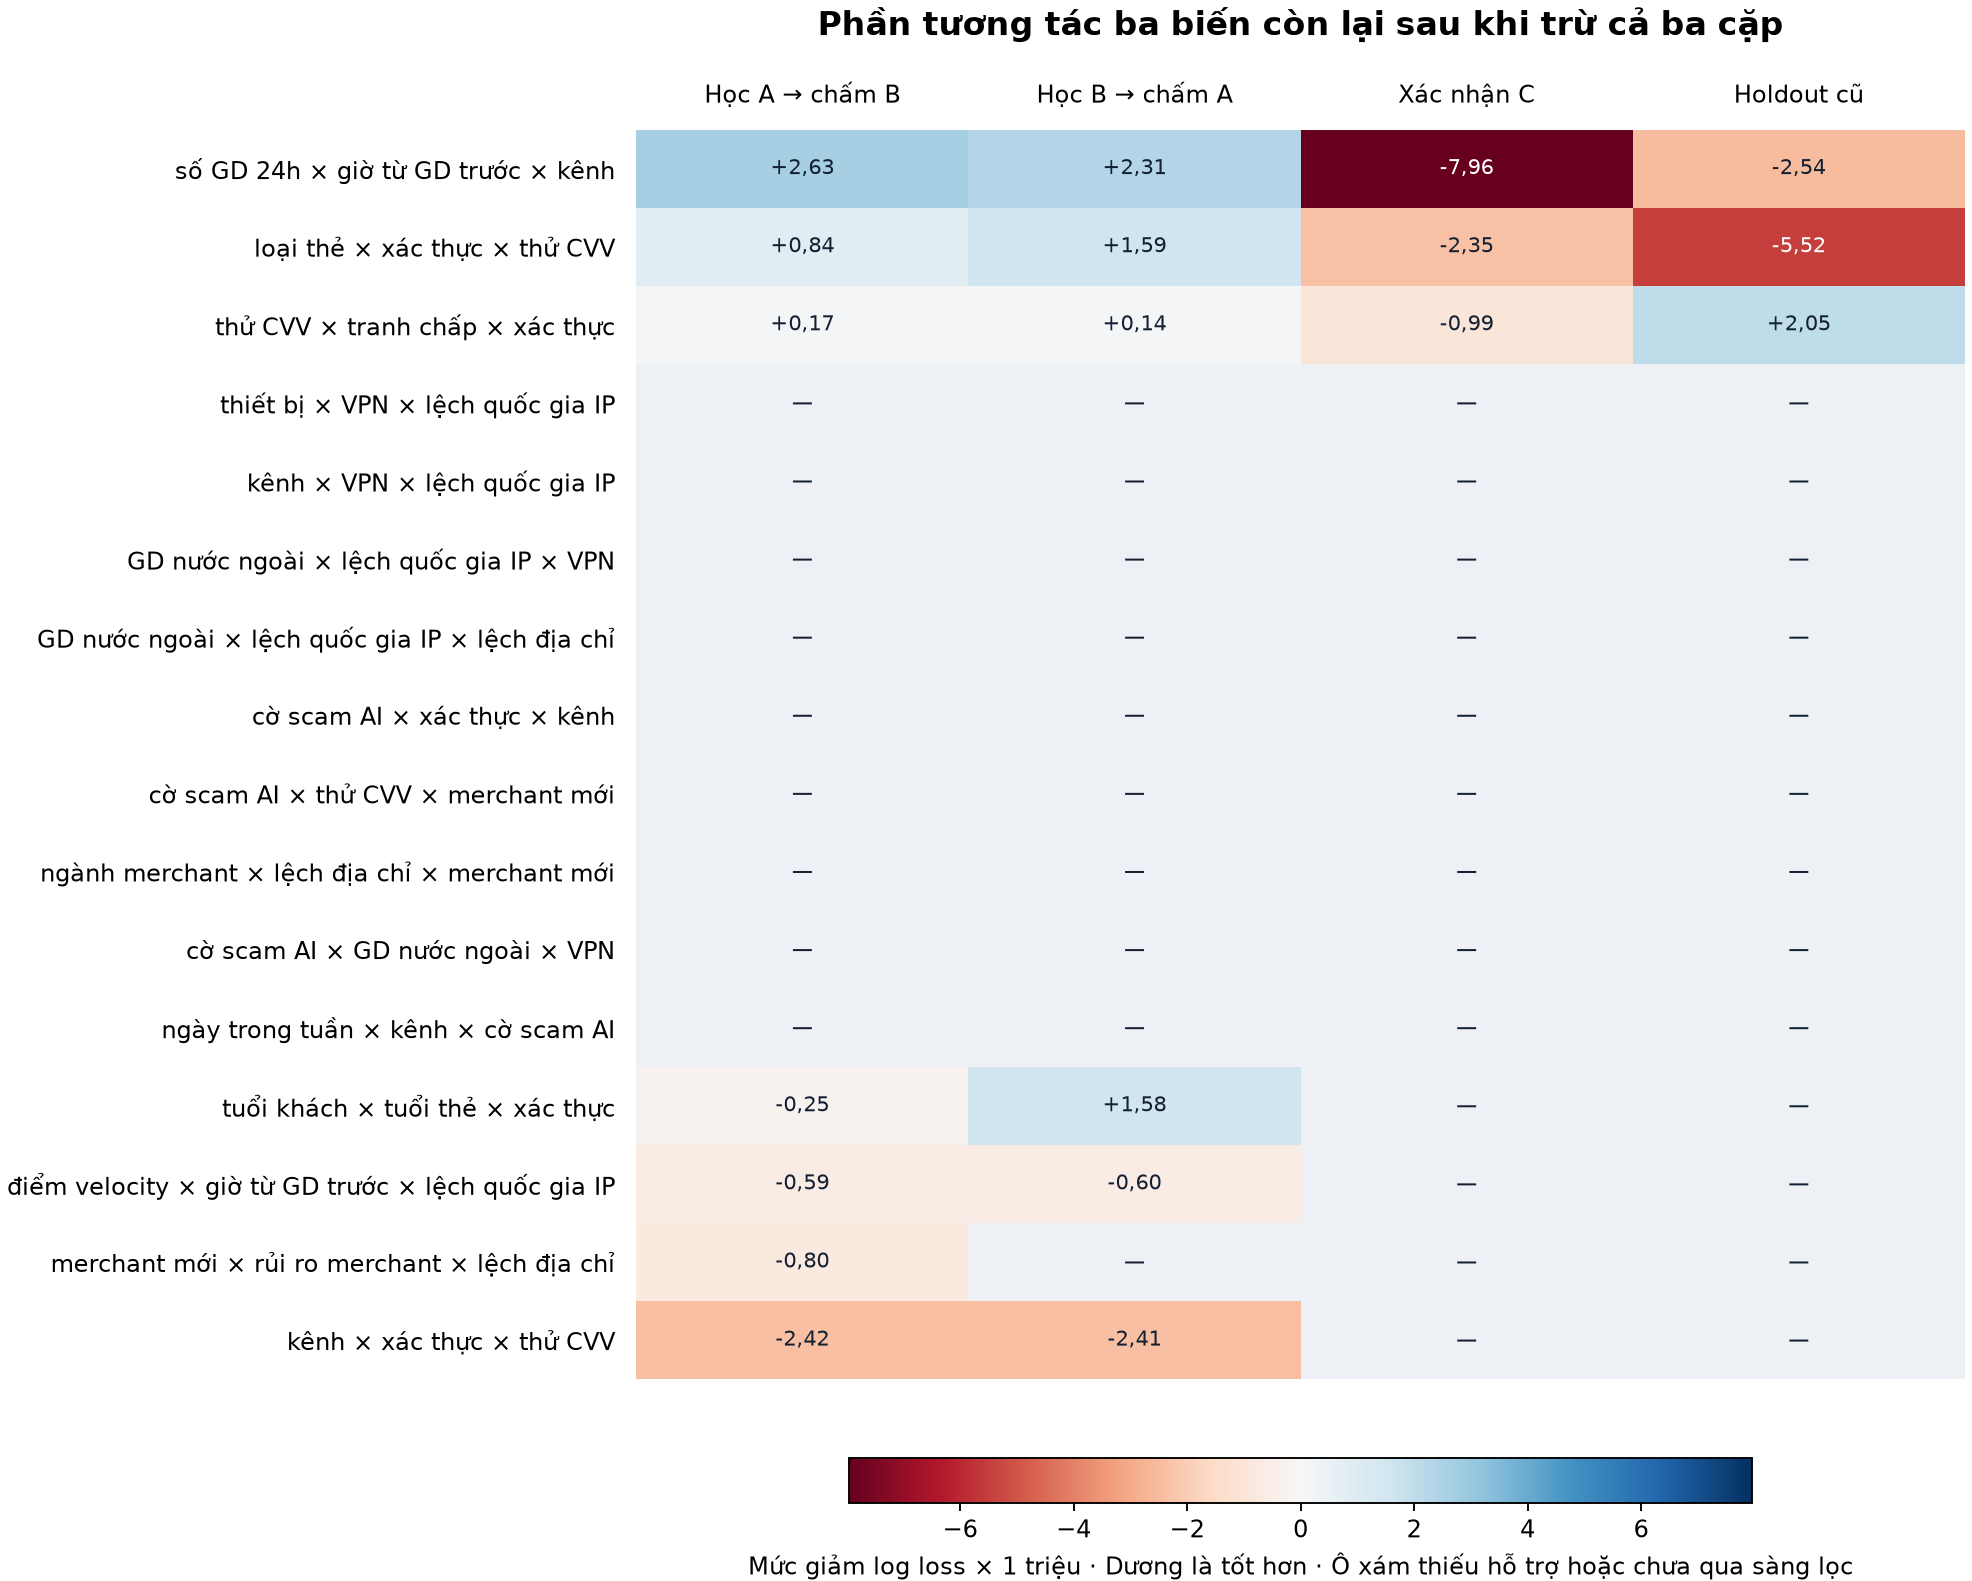 Phần tương tác ba biến còn lại sau khi trừ cả ba cặp
Học A → chấm B Học B → chấm A Xác nhận C Holdout cũ
số GD 24h × giờ từ GD trước × kênh +2,63 +2,31 -7,96 -2,54
loại thẻ × xác thực × thử CVV +0,84 +1,59 -2,35 -5,52
thử CVV × tranh chấp × xác thực +0,17 +0,14 -0,99 +2,05
thiết bị × VPN × lệch quốc gia IP — — — —
kênh × VPN × lệch quốc gia IP — — — —
GD nước ngoài × lệch quốc gia IP × VPN — — — —
GD nước ngoài × lệch quốc gia IP × lệch địa chỉ — — — —
cờ scam AI × xác thực × kênh — — — —
cờ scam AI × thử CVV × merchant mới — — — —
ngành merchant × lệch địa chỉ × merchant mới — — — —
cờ scam AI × GD nước ngoài × VPN — — — —
ngày trong tuần × kênh × cờ scam AI — — — —
tuổi khách × tuổi thẻ × xác thực -0,25 +1,58 — —
điểm velocity × giờ từ GD trước × lệch quốc gia IP -0,59 -0,60 — —
merchant mới × rủi ro merchant × lệch địa chỉ -0,80 — — —
kênh × xác thực × thử CVV -2,42 -2,41 — —
−6 −4 −2 0 2 4 6
Mức giảm log loss × 1 triệu · Dương là tốt hơn · Ô xám thiếu hỗ trợ hoặc chưa qua sàng lọc